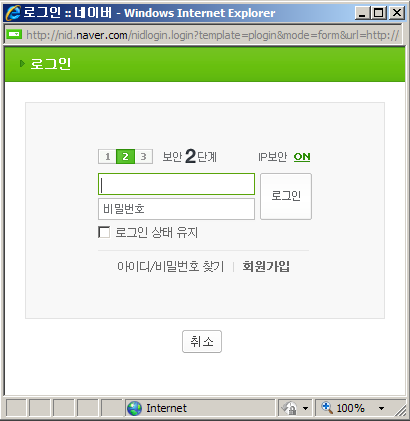 로그인 :: 네이버 - Windows Internet Explorer
http://nid.naver.com/nidlogin.login?template=plogin&mode=form&url=http://
로그인
1 2 3 보안 2 단계 IP보안 ON
비밀번호
로그인
로그인 상태 유지
아이디/비밀번호 찾기 | 회원가입
취소
Internet 100%